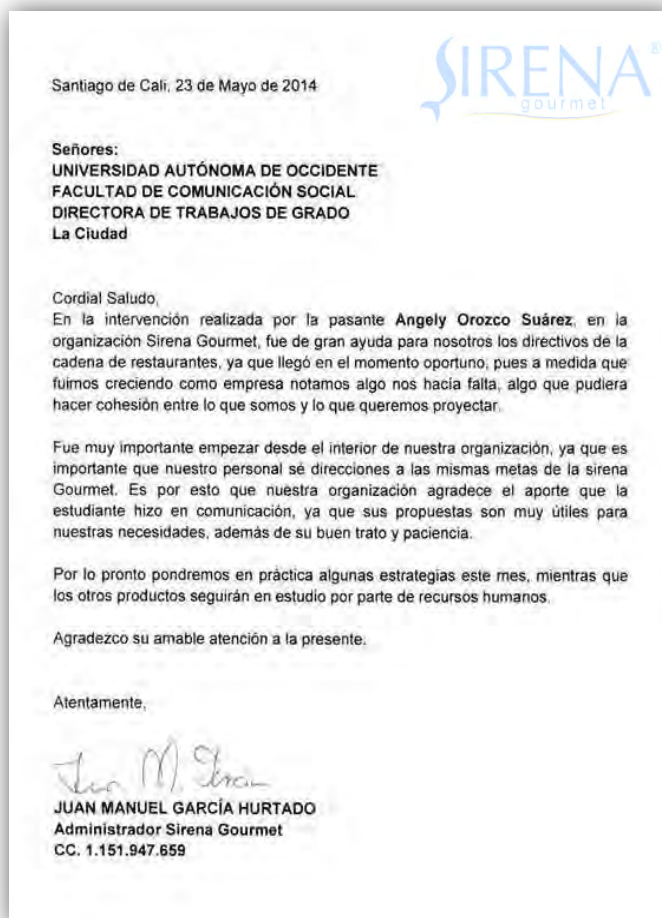 SIRENA®
gourmet
Santiago de Cali, 23 de Mayo de 2014
Señores:
UNIVERSIDAD AUTÓNOMA DE OCCIDENTE
FACULTAD DE COMUNICACIÓN SOCIAL
DIRECTORA DE TRABAJOS DE GRADO
La Ciudad
Cordial Saludo,
En la intervención realizada por la pasante Angely Orozco Suárez, en la
organización Sirena Gourmet, fue de gran ayuda para nosotros los directivos de la
cadena de restaurantes, ya que llegó en el momento oportuno, pues a medida que
fuimos creciendo como empresa notamos algo nos hacía falta, algo que pudiera
hacer cohesión entre lo que somos y lo que queremos proyectar.
Fue muy importante empezar desde el interior de nuestra organización, ya que es
importante que nuestro personal sé direcciones a las mismas metas de la sirena
Gourmet. Es por esto que nuestra organización agradece el aporte que la
estudiante hizo en comunicación, ya que sus propuestas son muy útiles para
nuestras necesidades, además de su buen trato y paciencia.
Por lo pronto pondremos en práctica algunas estrategias este mes, mientras que
los otros productos seguirán en estudio por parte de recursos humanos.
Agradezco su amable atención a la presente.
Atentamente,
JUAN MANUEL GARCÍA HURTADO
Administrador Sirena Gourmet
CC. 1.151.947.659